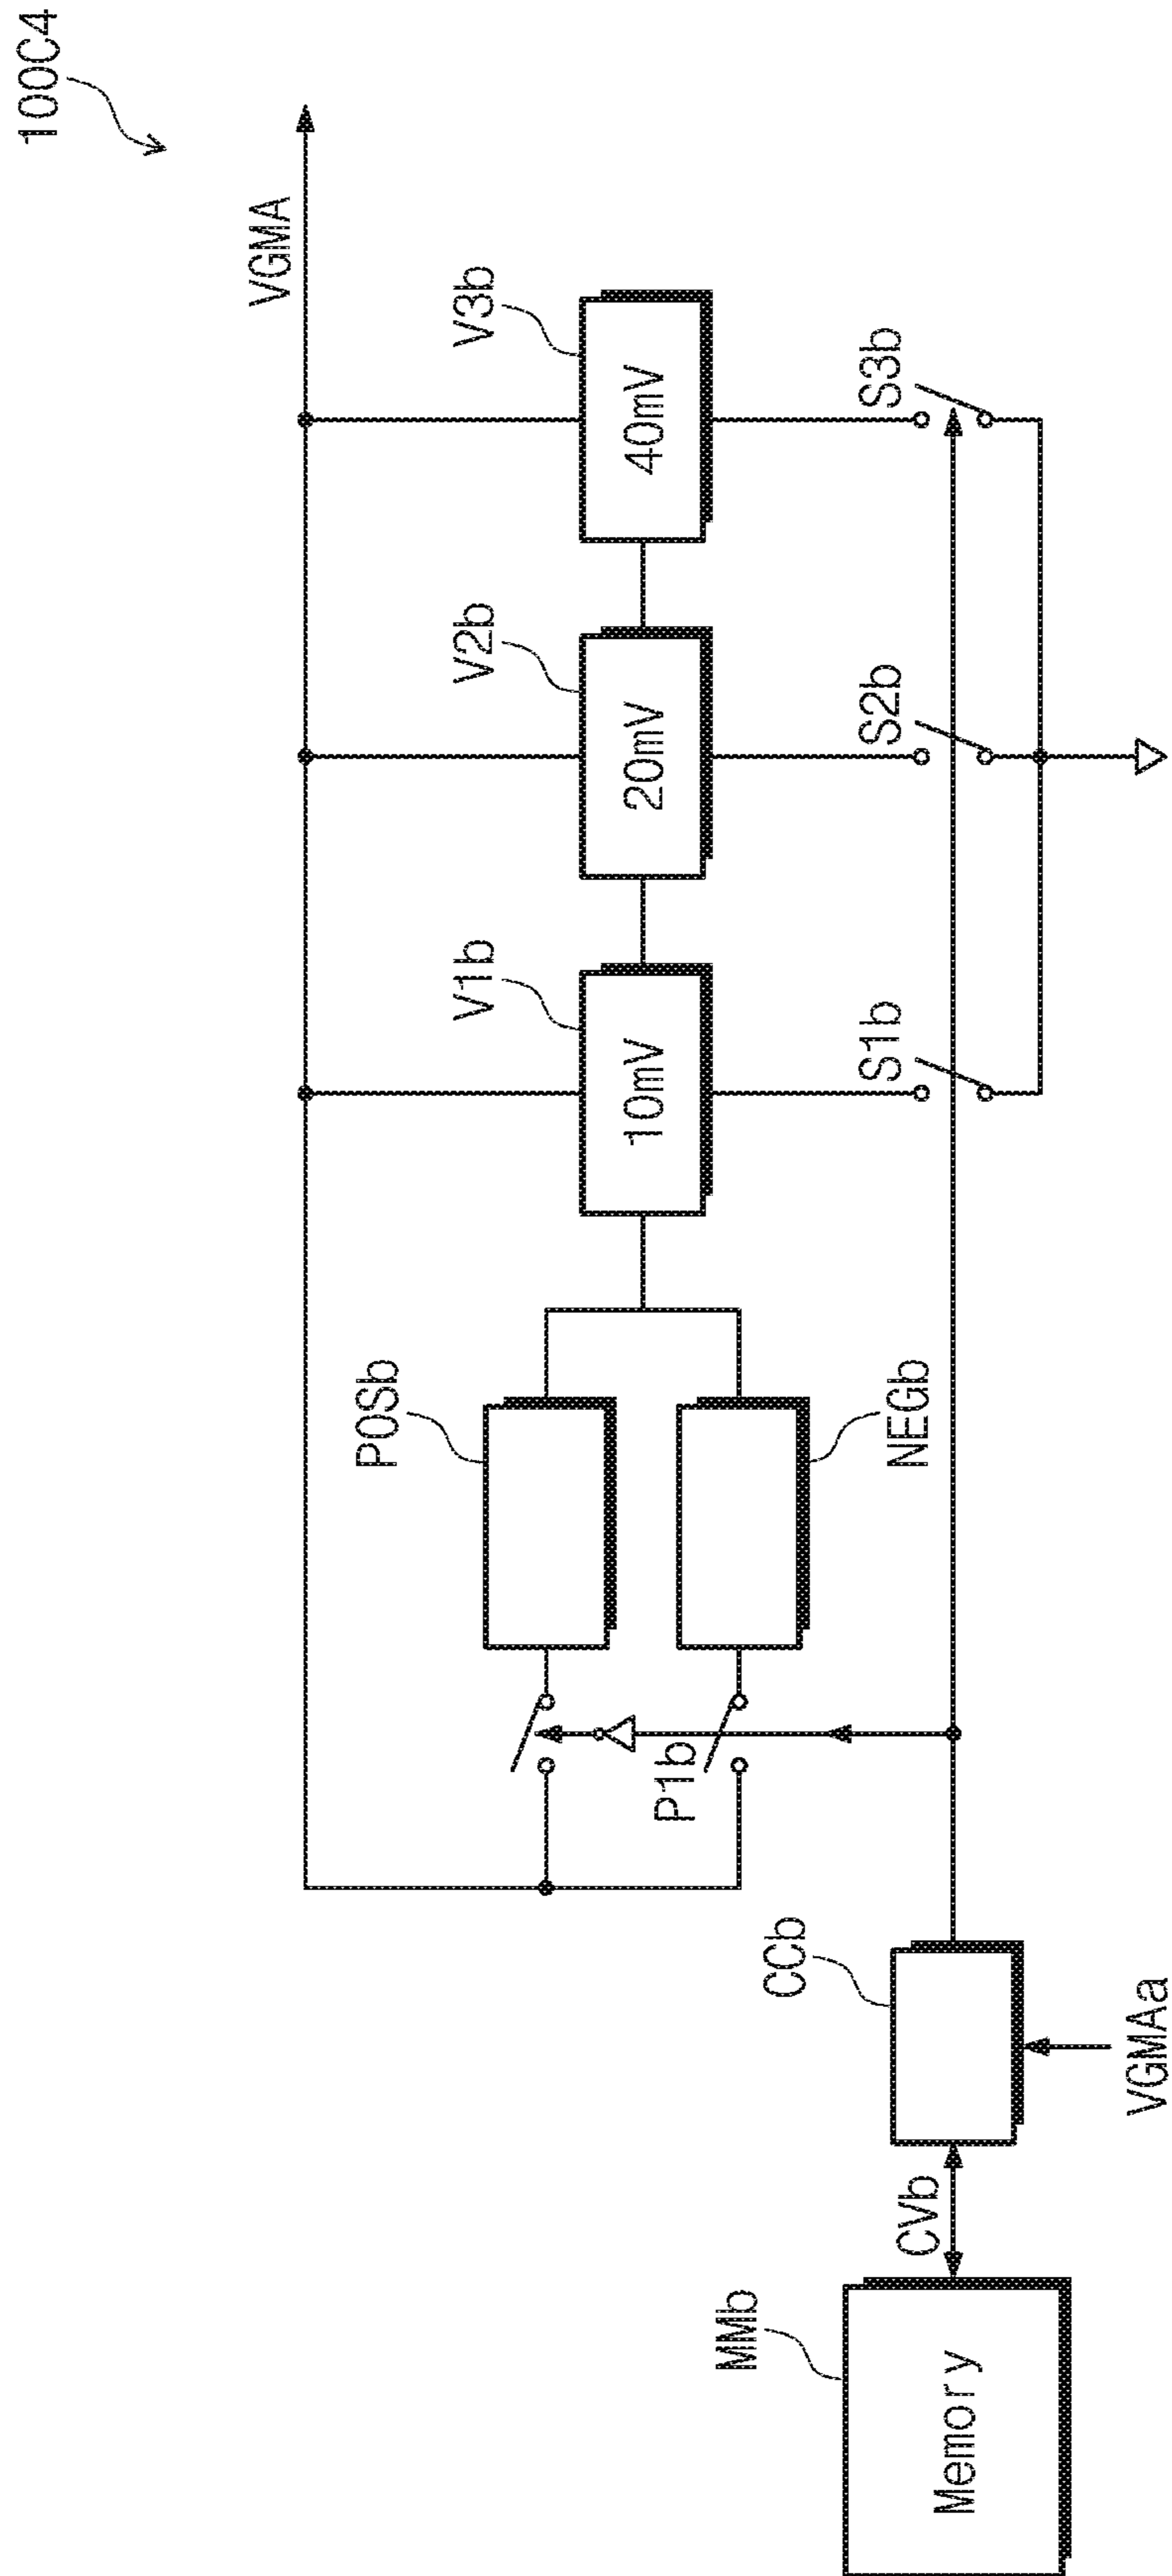 100C4
VGMA
V1b
V2b
V3b
10mV
20mV
40mV
POSb
NEGb
P1b
S1b
S2b
S3b
CCb
MMb
CVb
Memory
VGMAa